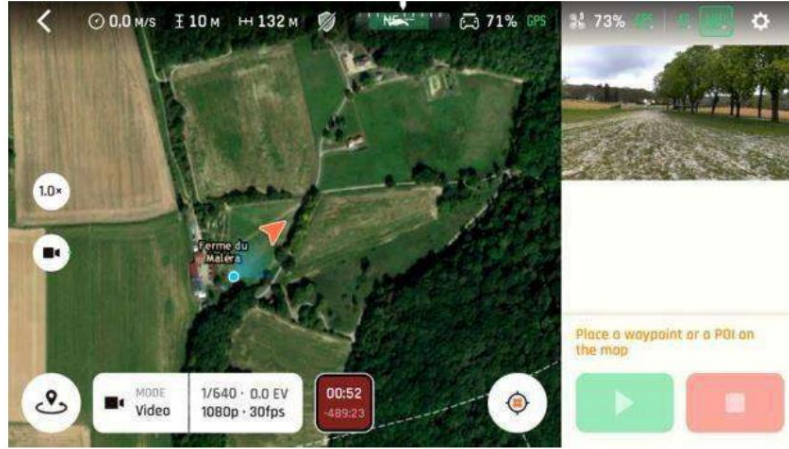 0.0 M/S 10 M 132 M NE 71% GPS 73%
1.0×
Ferme du
Maléra
Place a waypoint or a POI on
the map
MODE
Video
1/640 · 0.0 EV
1080p · 30fps
00:52
-489:23